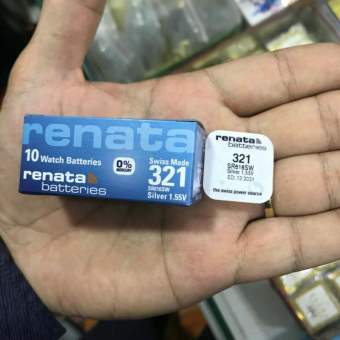 renata
10 Watch Batteries
0%
MERCURY
Swiss Made
321
SR616SW
Silver 1.55V
renata
batteries
renata
batteries
321
SR616SW
Silver 1.55V
the swiss power source